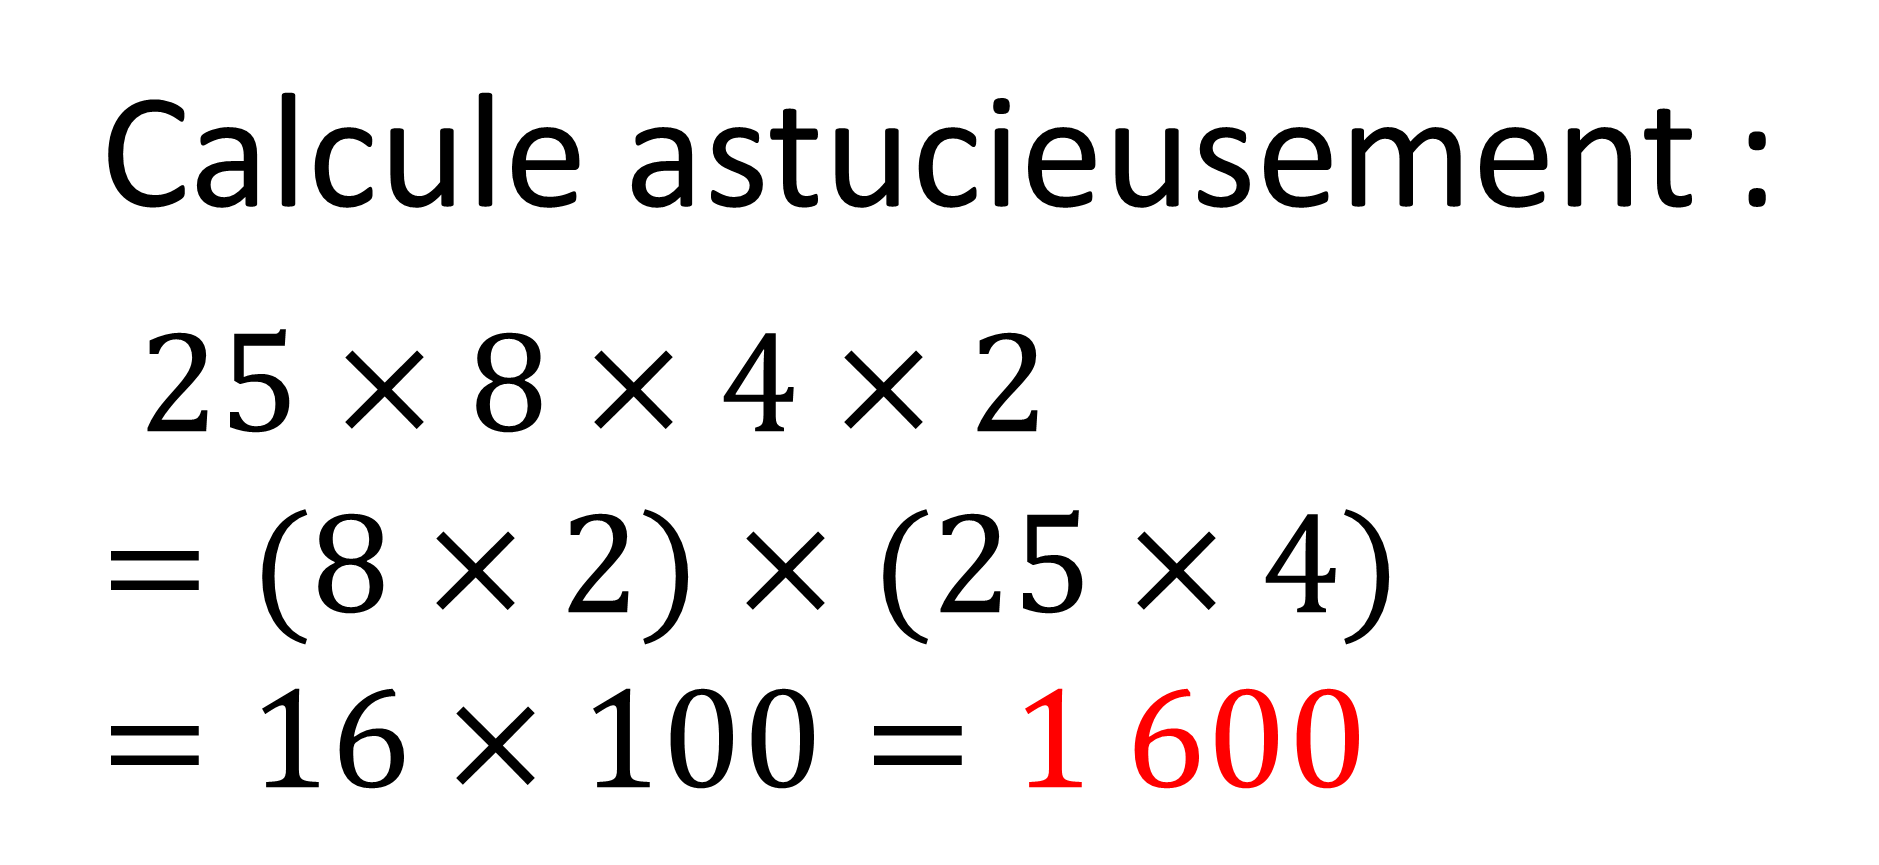 Calcule astucieusement :
25 × 8 × 4 × 2
= (8 × 2) × (25 × 4)
= 16 × 100 = 1 600